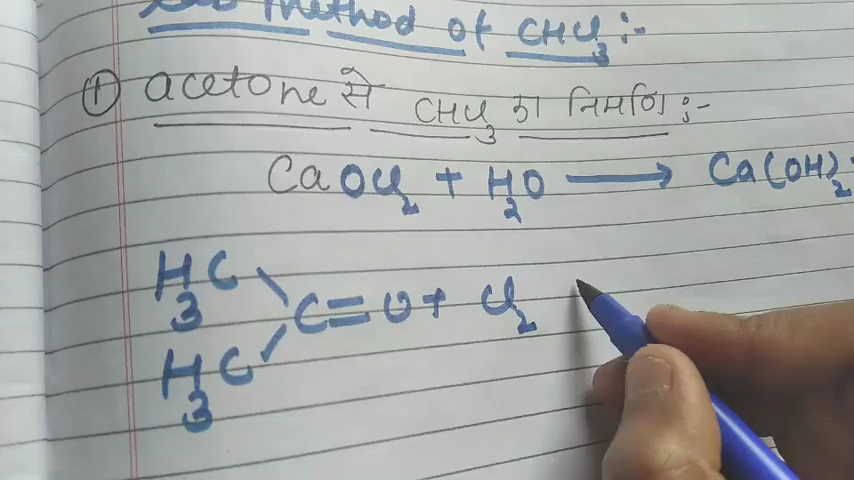 method of CHCl3 :-
① acetone से CHCl3 का निर्माण :-
CaOCl2 + H2O ⟶ Ca(OH)2
H3C
C=O + Cl2
H3C